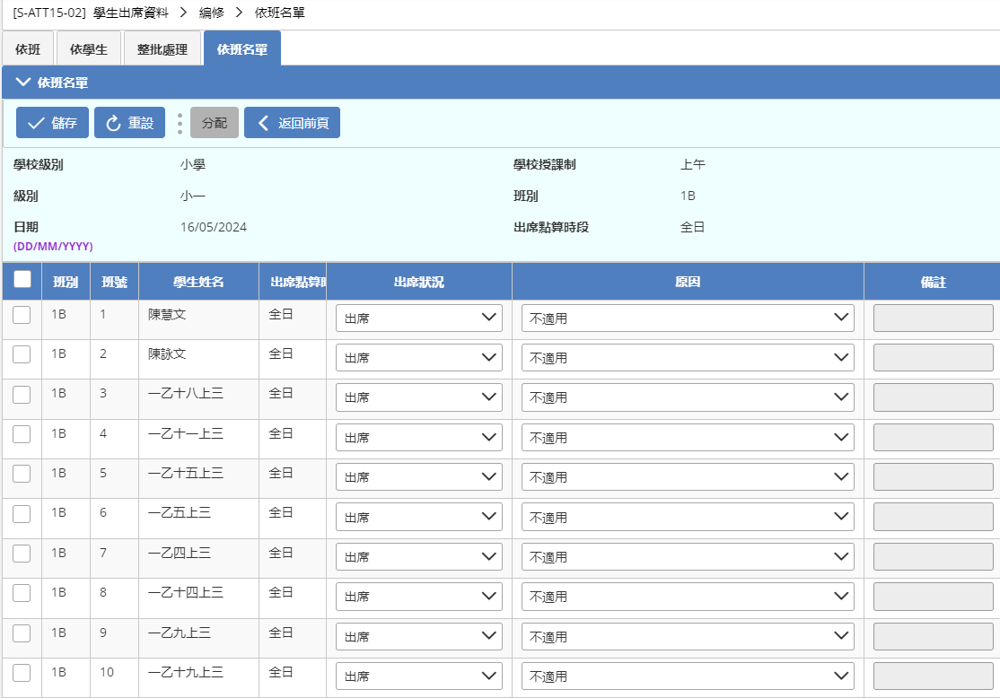 [S-ATT15-02] 學生出席資料 > 編修 > 依班名單
依班 依學生 整批處理 依班名單
依班名單
儲存 重設 分配 返回前頁
學校級別 小學 學校授課制 上午
級別 小一 班別 1B
日期 16/05/2024 出席點算時段 全日
(DD/MM/YYYY)
班別 班號 學生姓名 出席點算 出席狀況 原因 備註
1B 1 陳慧文 全日 出席 不適用
1B 2 陳詠文 全日 出席 不適用
1B 3 一乙十八上三 全日 出席 不適用
1B 4 一乙十一上三 全日 出席 不適用
1B 5 一乙十五上三 全日 出席 不適用
1B 6 一乙五上三 全日 出席 不適用
1B 7 一乙四上三 全日 出席 不適用
1B 8 一乙十四上三 全日 出席 不適用
1B 9 一乙九上三 全日 出席 不適用
1B 10 一乙十九上三 全日 出席 不適用